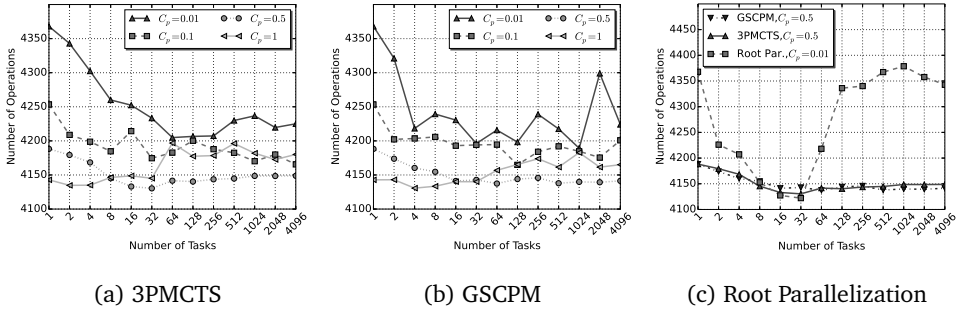 4350
4300
4250
4200
4150
4100
Number of Operations
C_p=0.01
C_p=0.1
C_p=0.5
C_p=1
1 2 4 8 16 32 64 128 256 512 1024 2048 4096
Number of Tasks
(a) 3PMCTS
4350
4300
4250
4200
4150
4100
Number of Operations
C_p=0.01
C_p=0.1
C_p=0.5
C_p=1
1 2 4 8 16 32 64 128 256 512 1024 2048 4096
Number of Tasks
(b) GSCPM
4450
4400
4350
4300
4250
4200
4150
4100
Number of Operations
GSCPM,C_p=0.5
3PMCTS,C_p=0.5
Root Par.,C_p=0.01
1 2 4 8 16 32 64 128 256 512 1024 2048 4096
Number of Tasks
(c) Root Parallelization